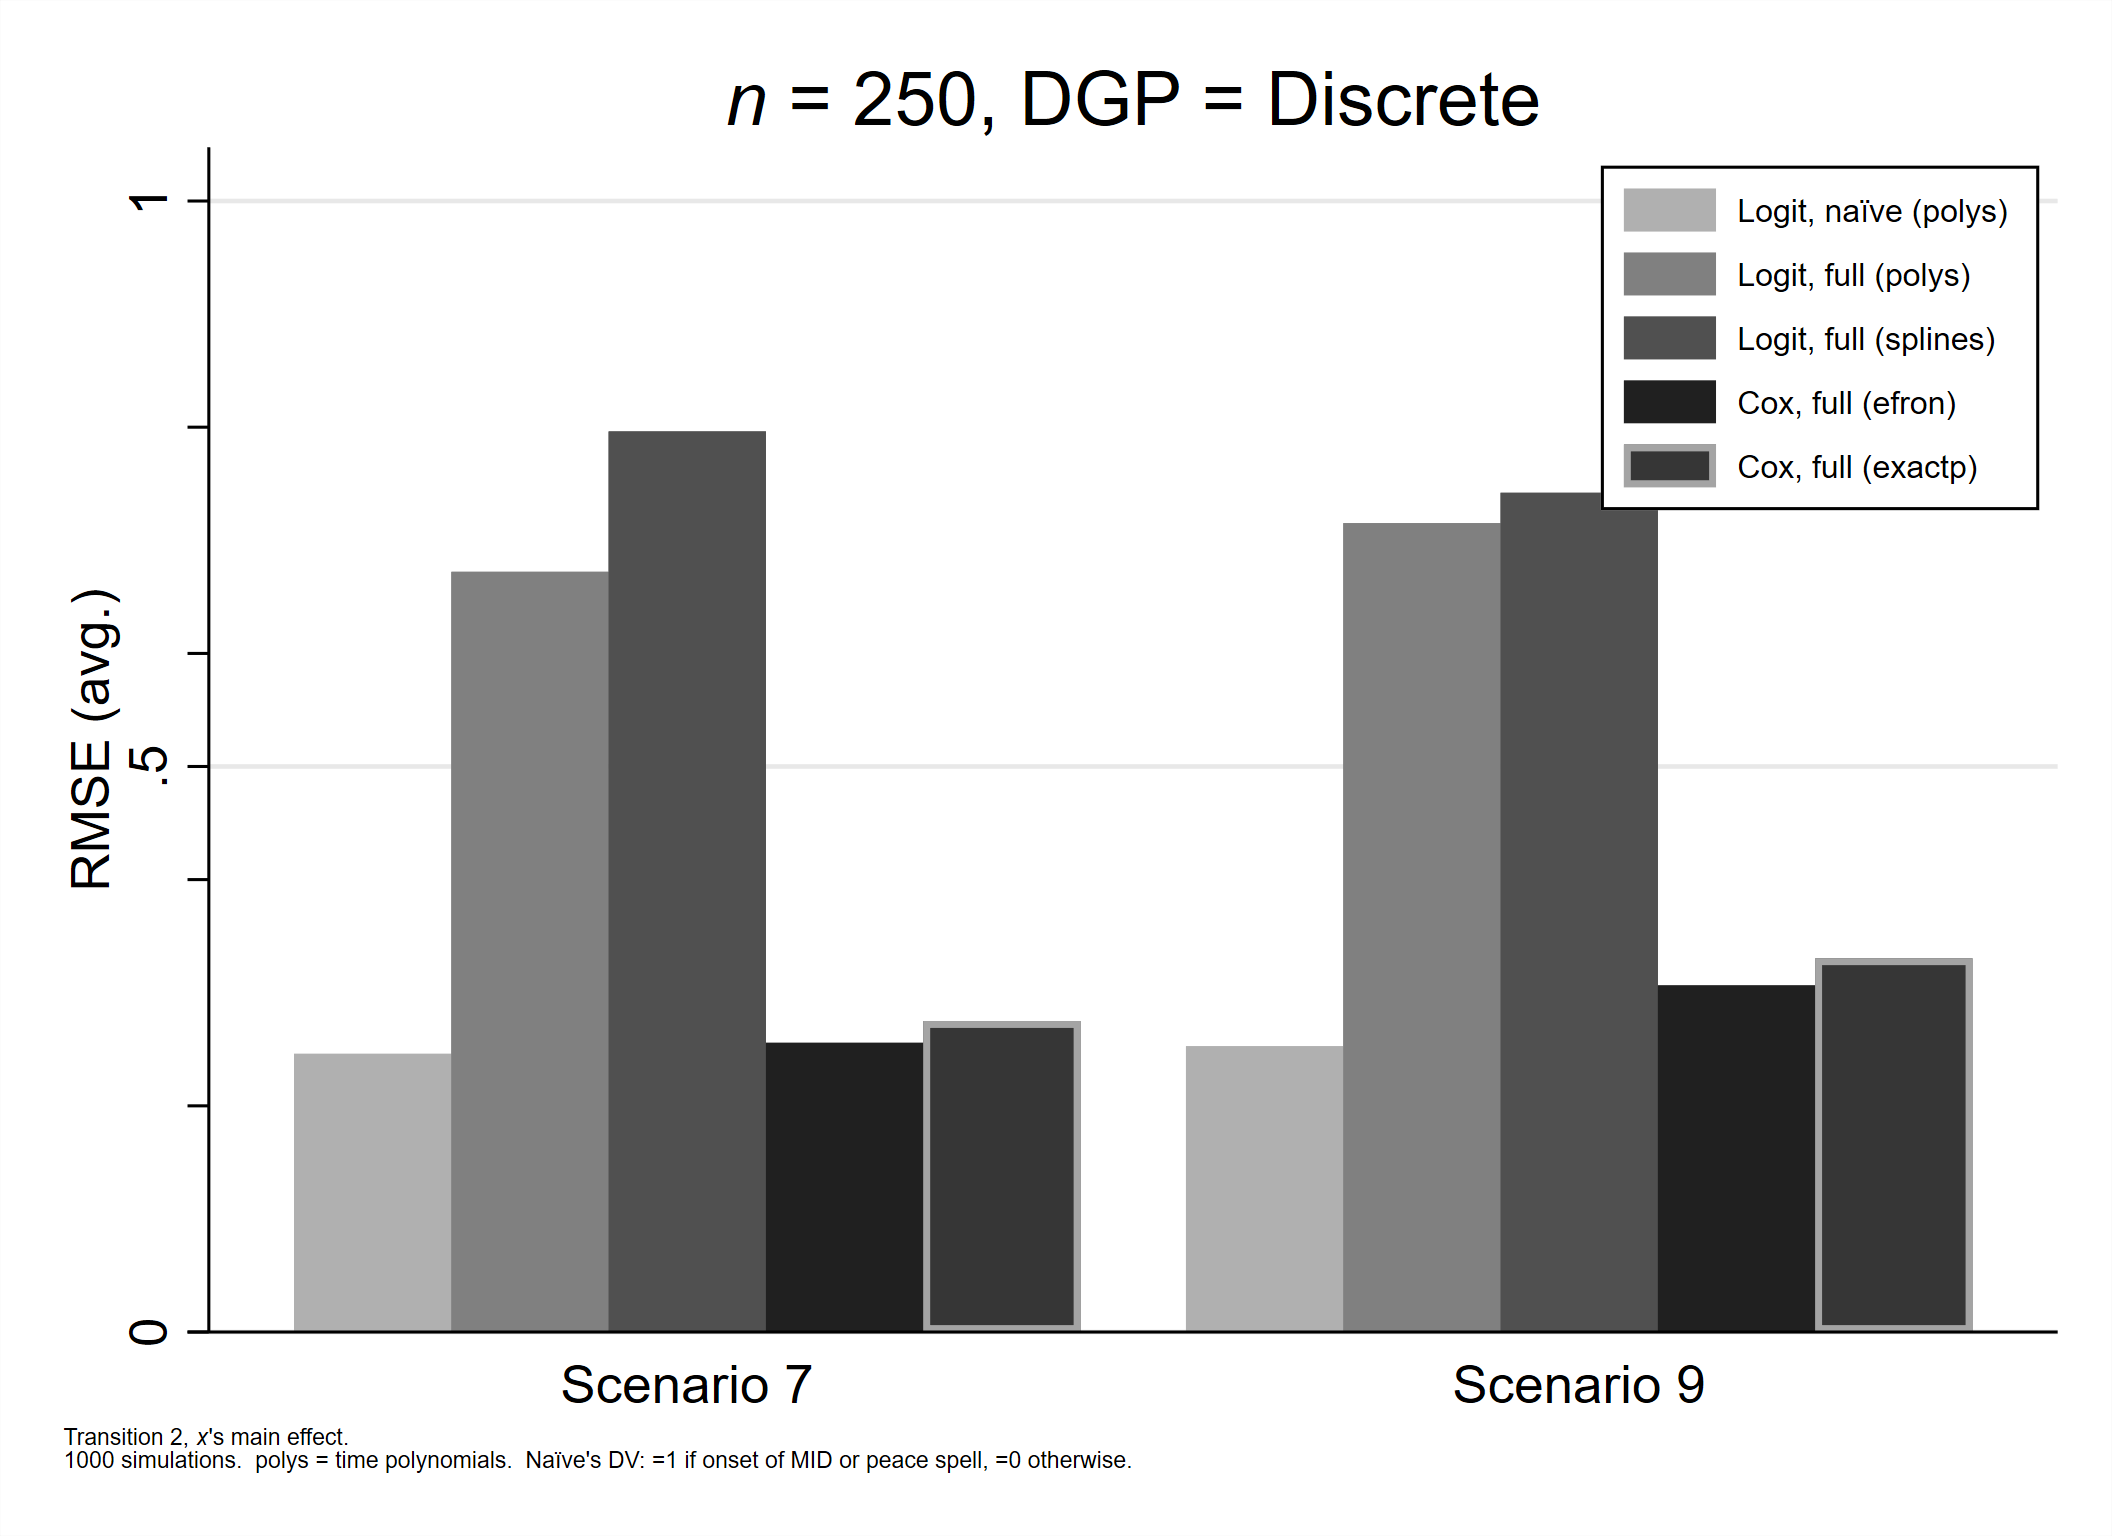 n = 250, DGP = Discrete
1
.5
0
RMSE (avg.)
Logit, naïve (polys)
Logit, full (polys)
Logit, full (splines)
Cox, full (efron)
Cox, full (exactp)
Scenario 7
Scenario 9
Transition 2, x's main effect.
1000 simulations.  polys = time polynomials.  Naïve's DV: =1 if onset of MID or peace spell, =0 otherwise.